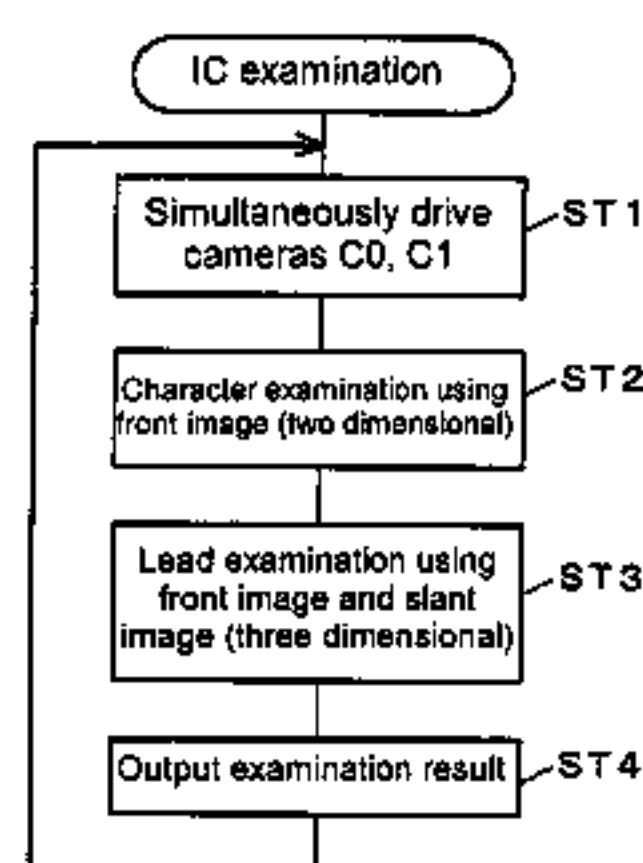 IC examination
Simultaneously drive
cameras C0, C1
ST1
Character examination using
front image (two dimensional)
ST2
Lead examination using
front image and slant
image (three dimensional)
ST3
Output examination result
ST4